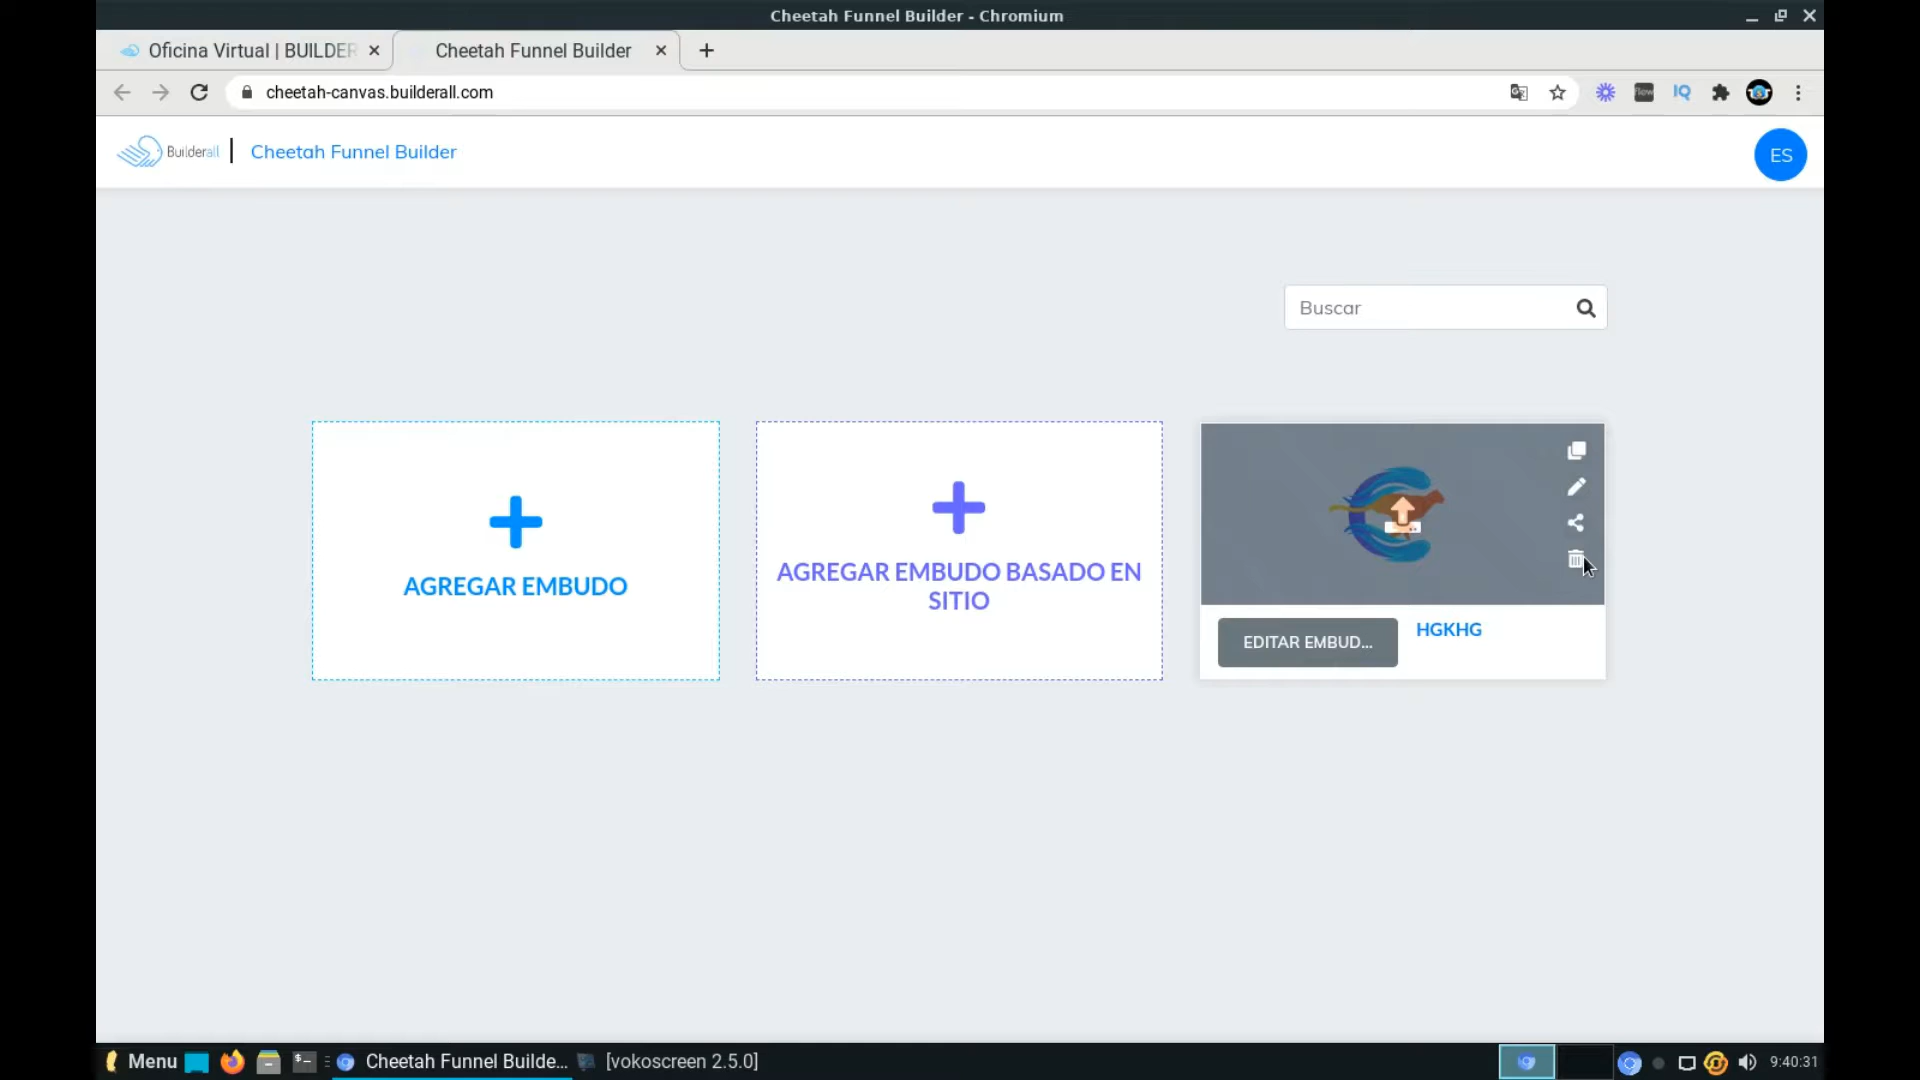 Cheetah Funnel Builder - Chromium
Oficina Virtual | BUILDER
Cheetah Funnel Builder
cheetah-canvas.builderall.com
IQ
Builderall
Cheetah Funnel Builder
ES
Buscar
AGREGAR EMBUDO
AGREGAR EMBUDO BASADO EN
SITIO
EDITAR EMBUD...
HGKHG
Menu
Cheetah Funnel Builde...
[vokoscreen 2.5.0]
9:40:31